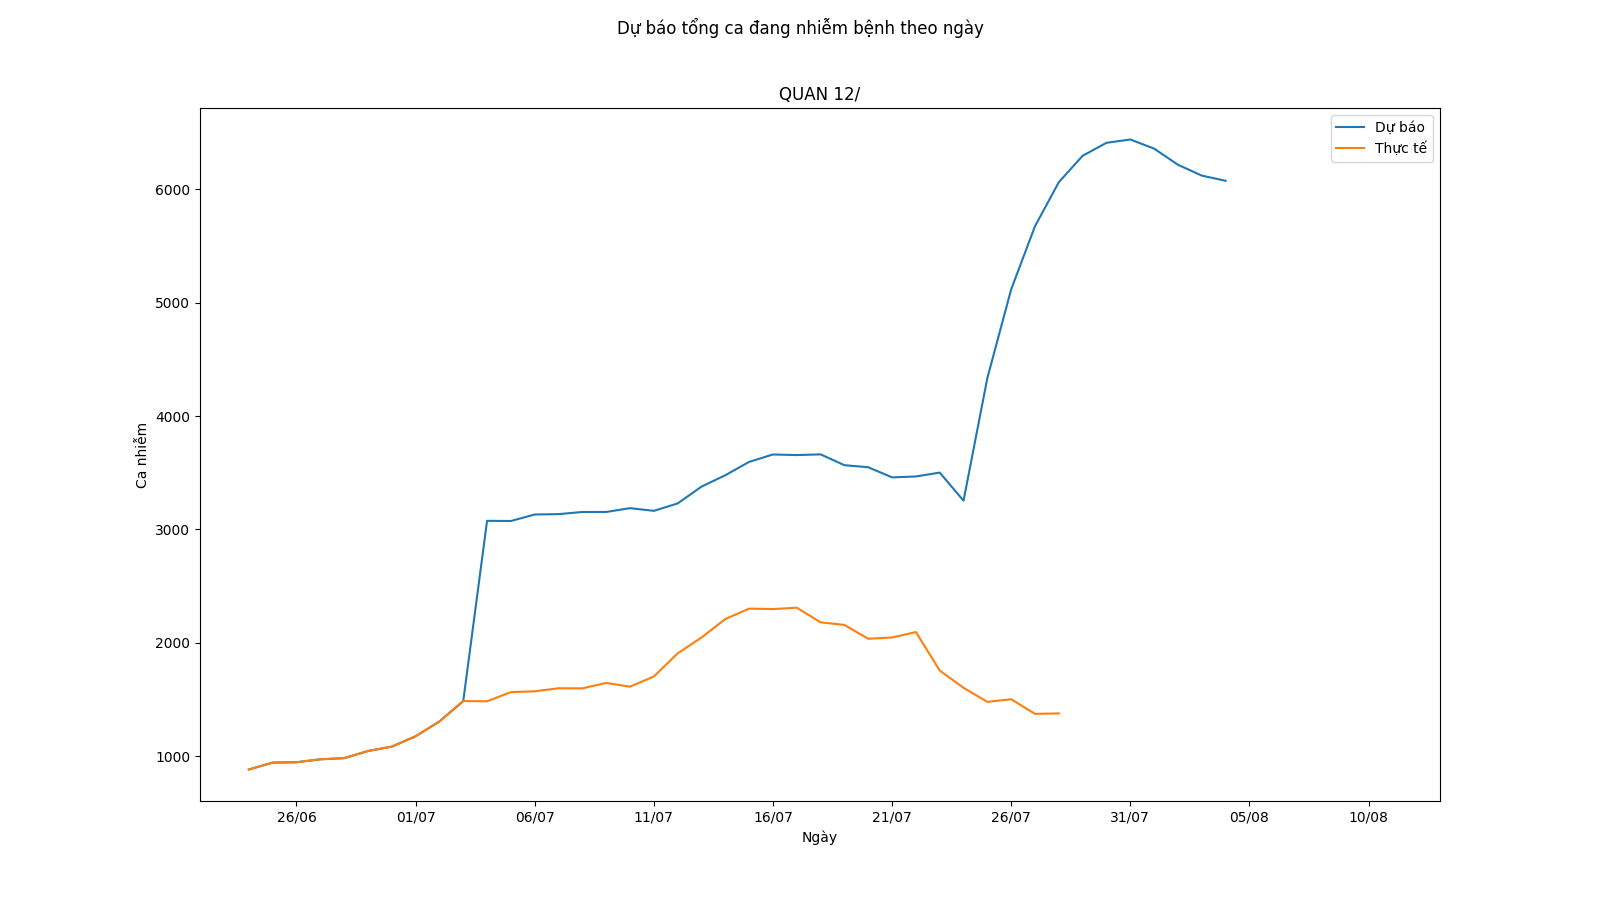 Dự báo tổng ca đang nhiễm bệnh theo ngày
QUAN 12/
Dự báo
Thực tế
6000
5000
4000
3000
2000
1000
Ca nhiễm
26/06 01/07 06/07 11/07 16/07 21/07 26/07 31/07 05/08 10/08
Ngày